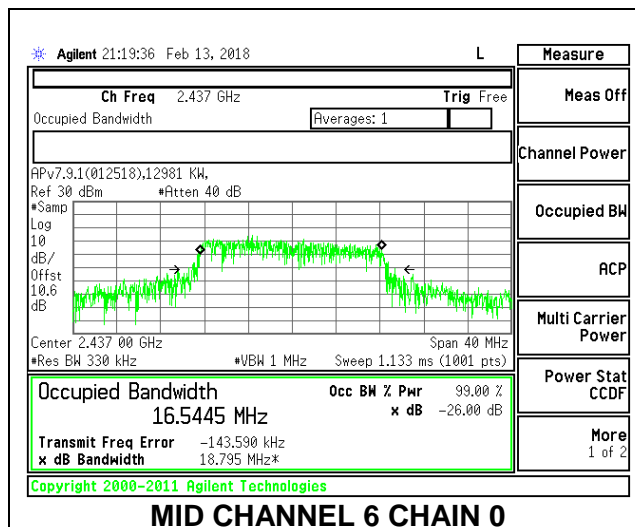 Agilent 21:19:36 Feb 13, 2018 L
Measure
Ch Freq 2.437 GHz Trig Free
Meas Off
Occupied Bandwidth Averages: 1
Channel Power
APv7.9.1(012518),12981 KW,
Ref 30 dBm #Atten 40 dB
#Samp
Log
10
dB/
Offst
10.6
dB
Occupied BW
ACP
Center 2.437 00 GHz Span 40 MHz
#Res BW 330 kHz #VBW 1 MHz Sweep 1.133 ms (1001 pts)
Multi Carrier
Power
Occupied Bandwidth Occ BW % Pwr 99.00 %
16.5445 MHz x dB -26.00 dB
Power Stat
CCDF
Transmit Freq Error -143.590 kHz
x dB Bandwidth 18.795 MHz*
More
1 of 2
Copyright 2000-2011 Agilent Technologies
MID CHANNEL 6 CHAIN 0